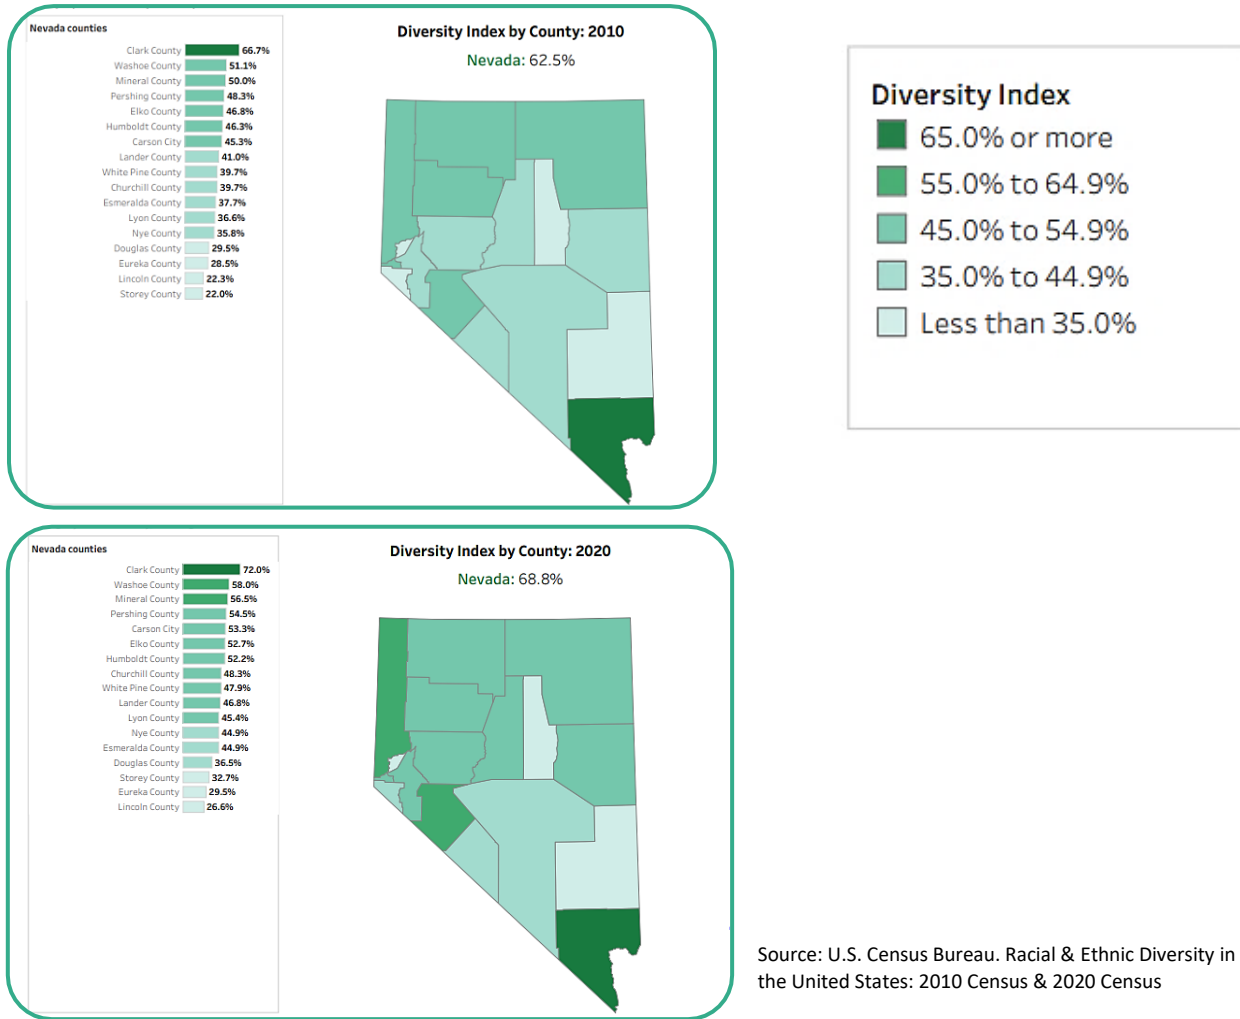 Nevada counties
Diversity Index by County: 2010
Nevada: 62.5%
Clark County 66.7%
Washoe County 51.1%
Mineral County 50.0%
Pershing County 48.3%
Elko County 46.8%
Humboldt County 46.3%
Carson City 45.3%
Lander County 41.0%
White Pine County 39.7%
Churchill County 39.7%
Esmeralda County 37.7%
Lyon County 36.6%
Nye County 35.8%
Douglas County 29.5%
Eureka County 28.5%
Lincoln County 22.3%
Storey County 22.0%
Diversity Index
65.0% or more
55.0% to 64.9%
45.0% to 54.9%
35.0% to 44.9%
Less than 35.0%
Nevada counties
Diversity Index by County: 2020
Nevada: 68.8%
Clark County 72.0%
Washoe County 58.0%
Mineral County 56.5%
Pershing County 54.5%
Carson City 53.3%
Elko County 52.7%
Humboldt County 52.2%
Churchill County 48.3%
White Pine County 47.9%
Lander County 46.8%
Lyon County 45.4%
Nye County 44.9%
Esmeralda County 44.9%
Douglas County 36.5%
Storey County 32.7%
Eureka County 29.5%
Lincoln County 26.6%
Source: U.S. Census Bureau. Racial & Ethnic Diversity in
the United States: 2010 Census & 2020 Census